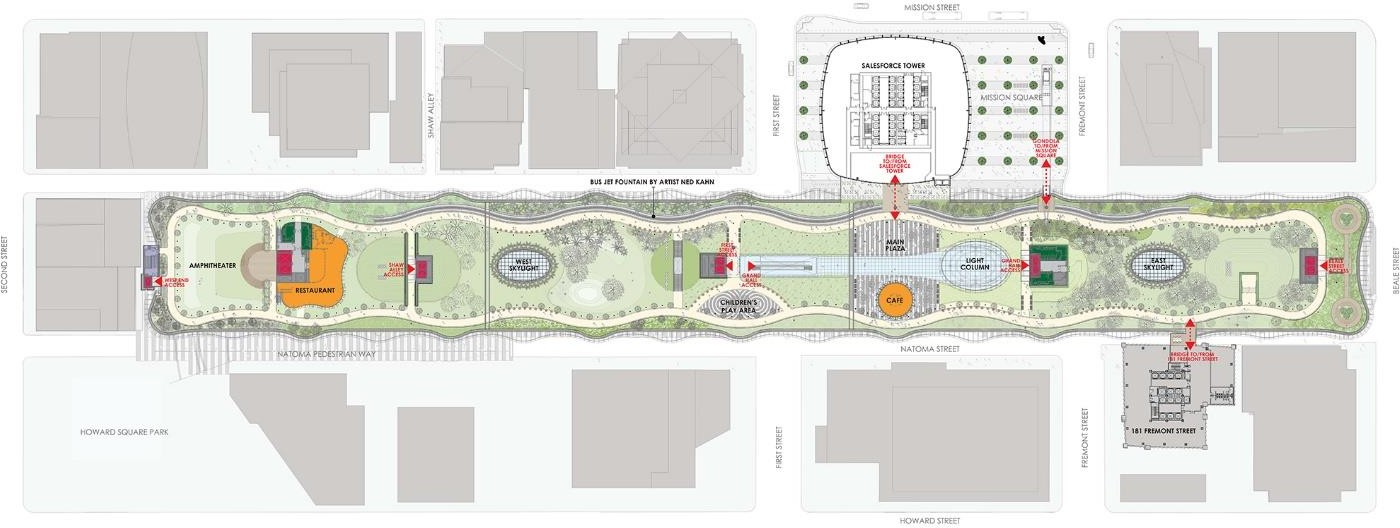 MISSION STREET
SALESFORCE TOWER
MISSION SQUARE
SHAW ALLEY
FIRST STREET
FREMONT STREET
GONDOLA
TO/FROM
MISSION
SQUARE
BRIDGE
TO/FROM
SALESFORCE
TOWER
BUS JET FOUNTAIN BY ARTIST NED KAHN
SECOND STREET
AMPHITHEATER
WEST END
ACCESS
RESTAURANT
SHAW
ALLEY
ACCESS
WEST
SKYLIGHT
FIRST
STREET
ACCESS
GRAND
HALL
ACCESS
CHILDREN'S
PLAY AREA
MAIN
PLAZA
CAFÉ
LIGHT
COLUMN
GRAND
HALL
ACCESS
EAST
SKYLIGHT
BEALE
STREET
ACCESS
BEALE STREET
NATOMA PEDESTRIAN WAY
NATOMA STREET
BRIDGE TO/FROM
181 FREMONT STREET
HOWARD SQUARE PARK
FIRST STREET
FREMONT STREET
181 FREMONT STREET
HOWARD STREET